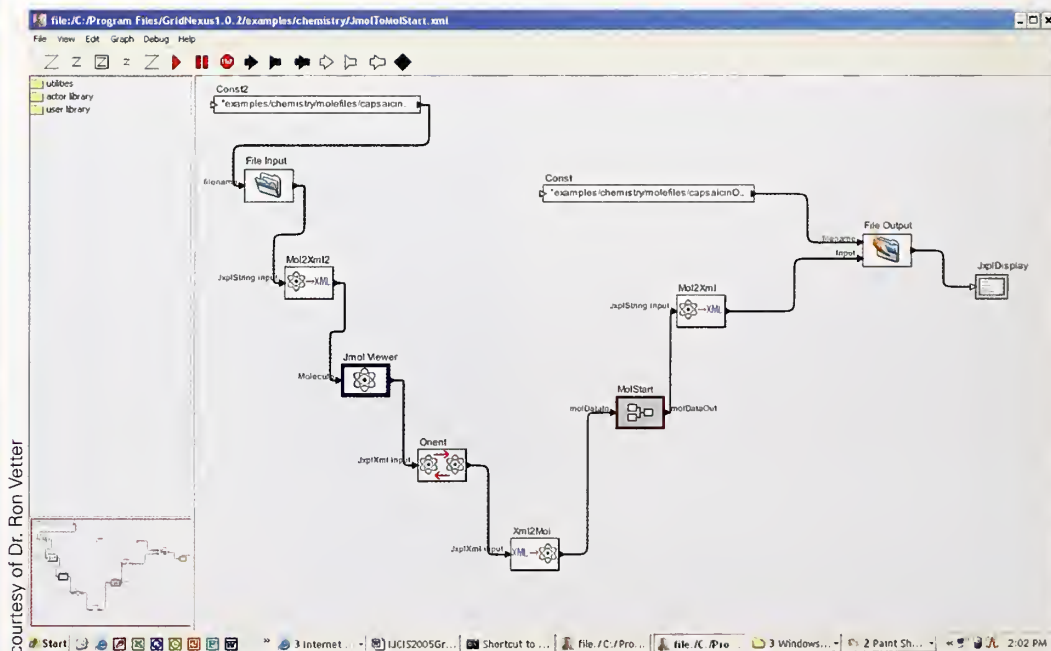 file:/C:/Program Files/GridNexus1.0.2/examples/chemistry/JmolToMolStart.xml
File View Edit Graph Debug Help
utilities
actor library
user library
Const2
"examples/chemistry/molefiles/capsaicin..
File Input
filename
Mol2Xml2
JxplString input
XML
Jmol Viewer
Molecule
Orient
JxplXml input
Xml2Mol
JxplXml input
XML
MolStart
molDataIn
molDataOut
Mol2Xml
JxplString input
XML
Const
"examples/chemistry/molefiles/capsaicinO..
File Output
filename
Input
JxplDisplay
courtesy of Dr. Ron Vetter
Start
3 Internet...
IJCIS2005Gr...
Shortcut to ...
file:/C:/Pro...
file:/C:/Pro...
3 Windows...
2 Paint Sh...
2:02 PM